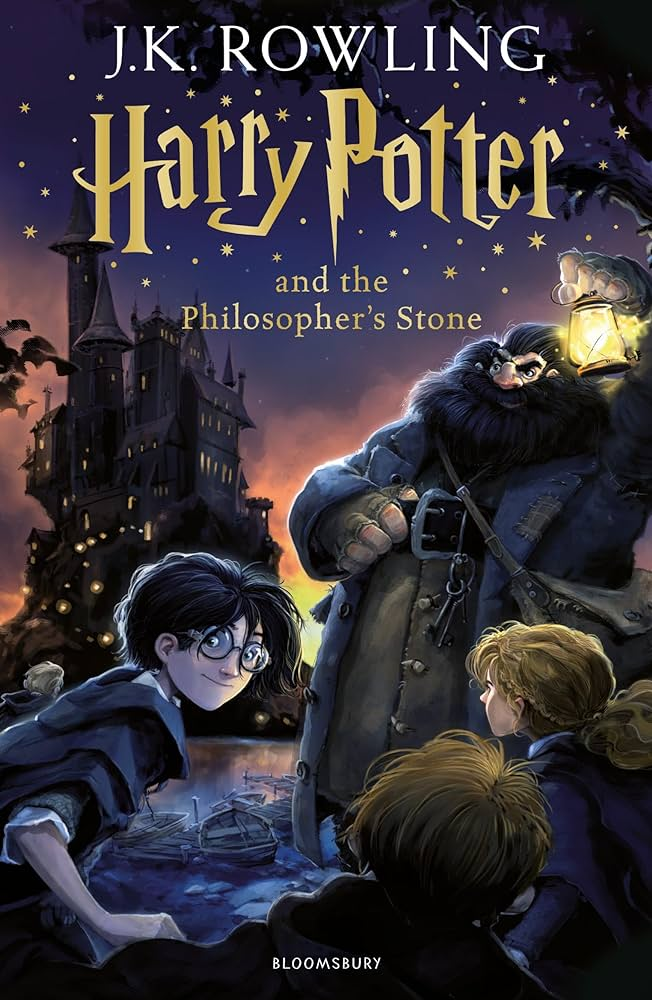 J.K. ROWLING
Harry Potter
and the
Philosopher's Stone
BLOOMSBURY